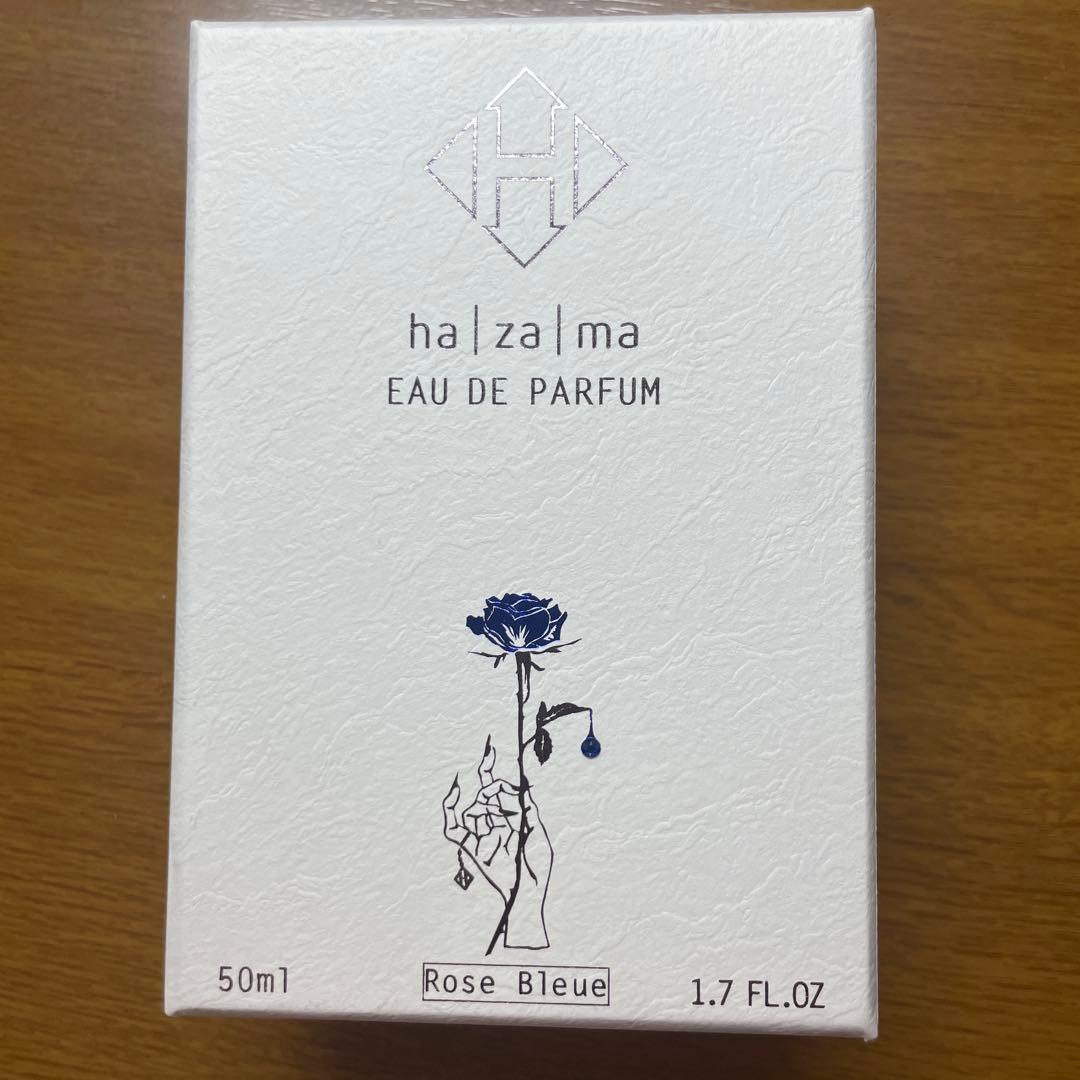 H
ha|za|ma
EAU DE PARFUM
50ml
Rose Bleue
1.7 FL.OZ